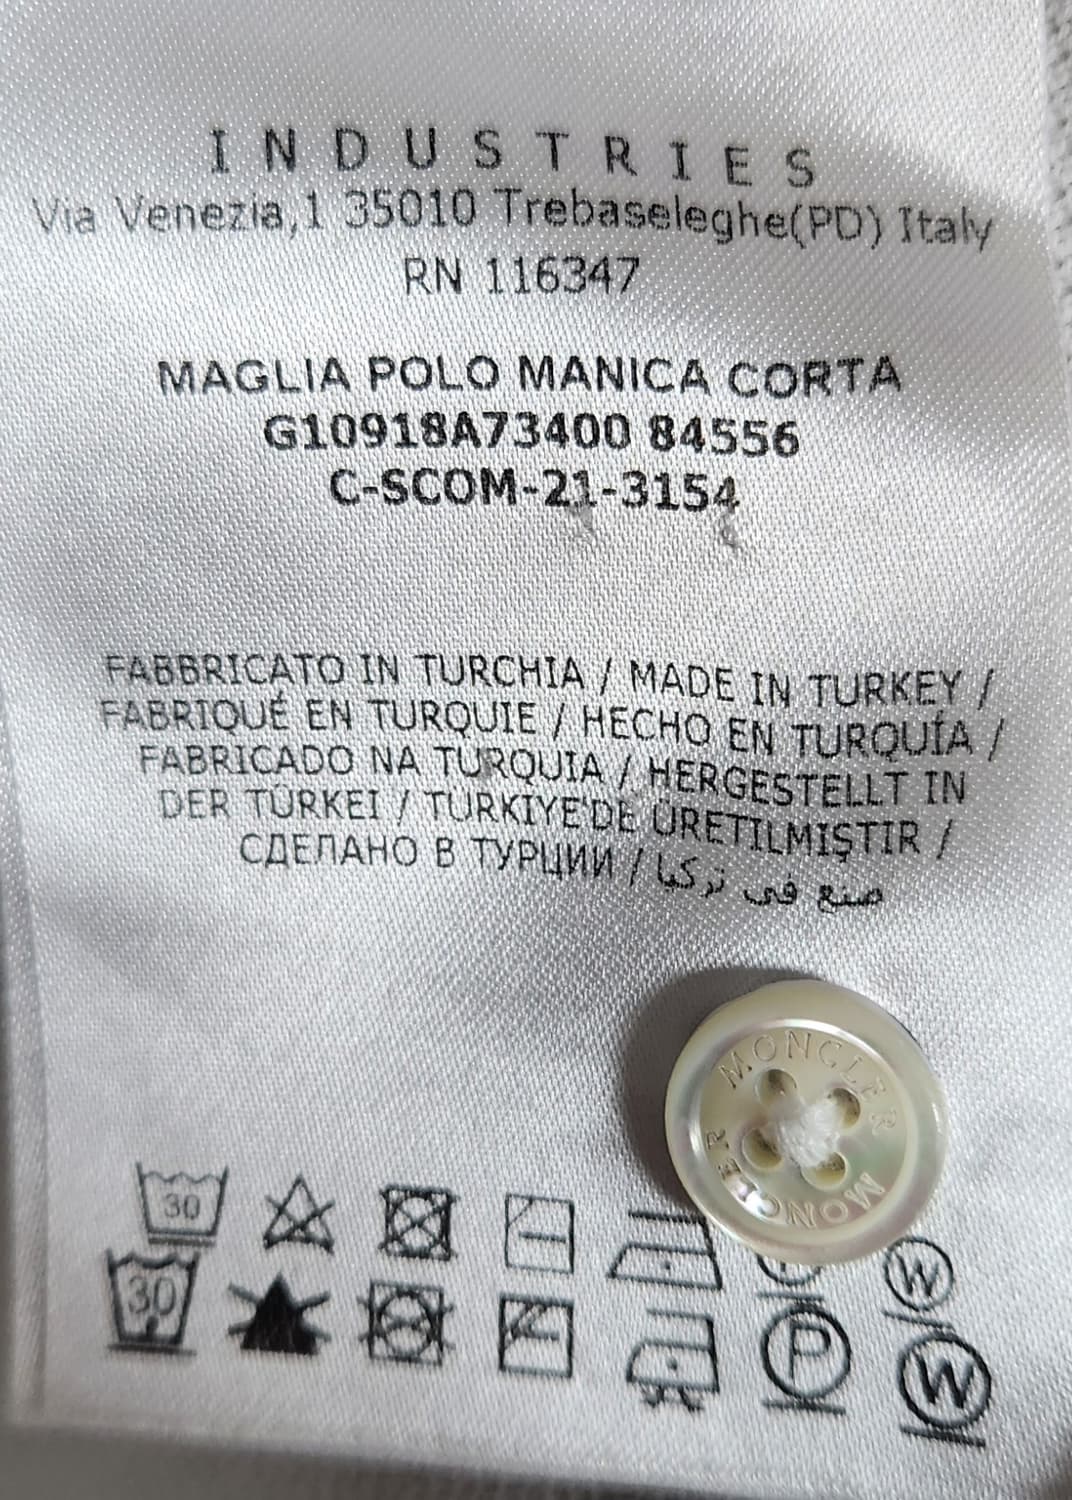 INDUSTRIES
Via Venezia,1 35010 Trebaseleghe(PD) Italy
RN 116347
MAGLIA POLO MANICA CORTA
G10918A73400 84556
C-SCOM-21-3154
FABBRICATO IN TURCHIA / MADE IN TURKEY /
FABRIQUÉ EN TURQUIE / HECHO EN TURQUÍA /
FABRICADO NA TURQUIA / HERGESTELLT IN
DER TÜRKEI / TÜRKIYE'DE ÜRETILMIŞTIR /
СДЕЛАНО В ТУРЦИИ / صنع في تركيا
MONCLER
MONCLER
30
W
30
P
W